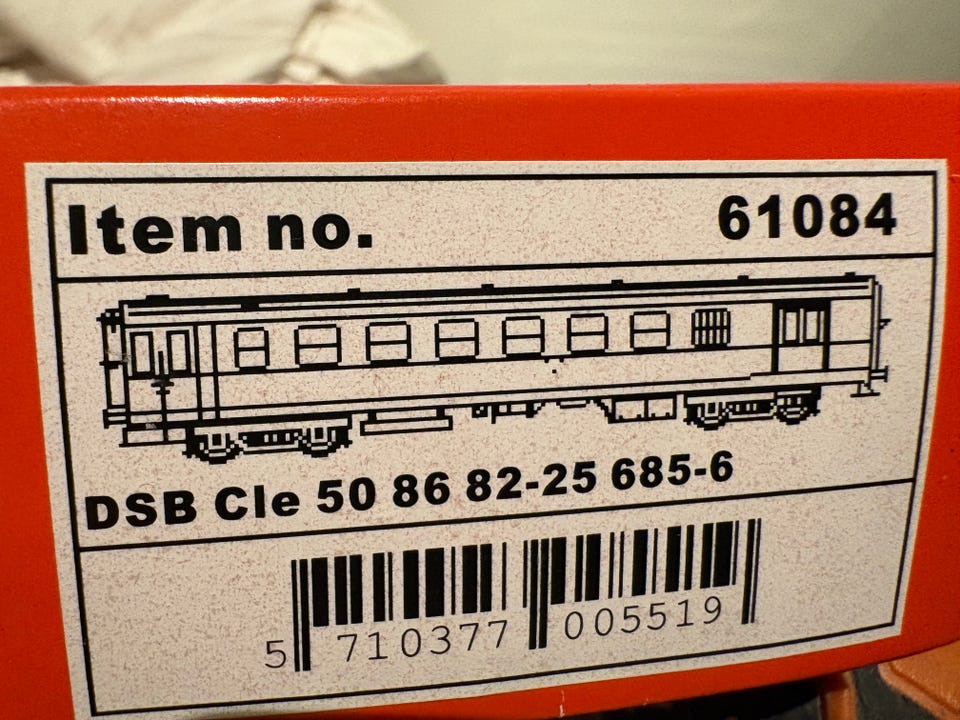 Item no. 61084
DSB Cle 50 86 82-25 685-6
5 710377 005519